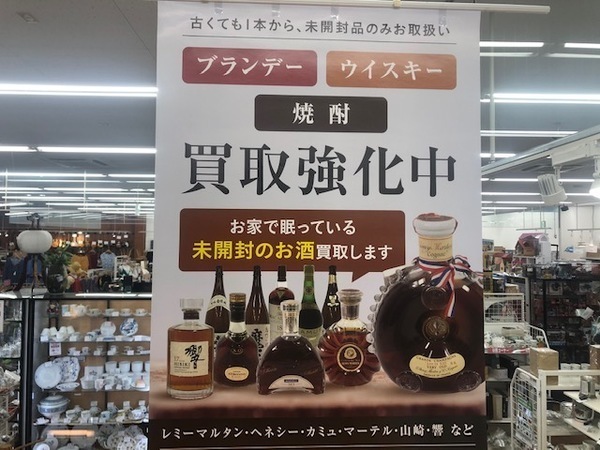 古くても1本から、未開封品のみお取扱い
ブランデー
ウイスキー
焼酎
買取強化中
お家で眠っている
未開封のお酒買取します
響
HIBIKI
レミーマルタン・ヘネシー・カミュ・マーテル・山崎・響 など